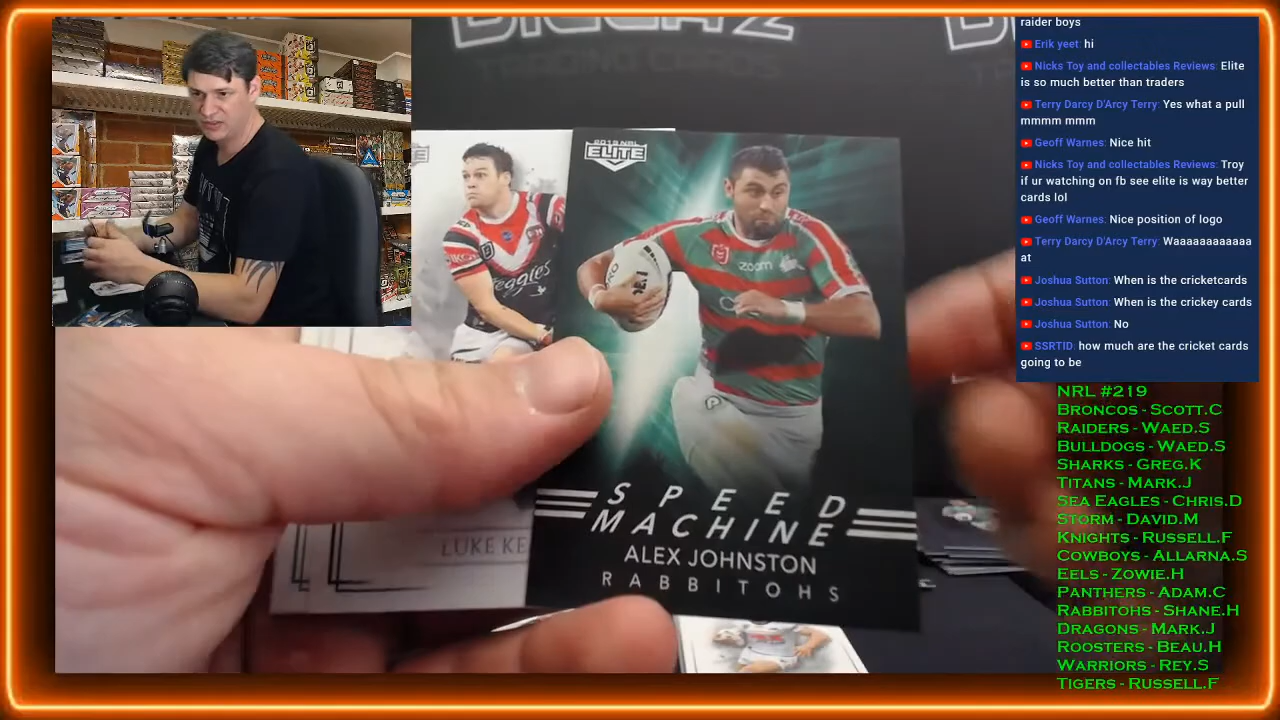 raider boys
Erik yeet: hi
Nicks Toy and collectables Reviews: Elite
is so much better than traders
Terry Darcy D'Arcy Terry: Yes what a pull
mmmm mmm
Geoff Warnes: Nice hit
Nicks Toy and collectables Reviews: Troy
if ur watching on fb see elite is way better
cards lol
Geoff Warnes: Nice position of logo
Terry Darcy D'Arcy Terry: Waaaaaaaaaaaa
at
Joshua Sutton: When is the cricketcards
Joshua Sutton: When is the crickey cards
Joshua Sutton: No
SSRTID: how much are the cricket cards
going to be
NRL #219
BRONCOS - SCOTT.C
RAIDERS - WAED.S
BULLDOGS - WAED.S
SHARKS - GREG.K
TITANS - MARK.J
SEA EAGLES - CHRIS.D
STORM - DAVID.M
KNIGHTS - RUSSELL.F
COWBOYS - ALLARNA.S
EELS - ZOWIE.H
PANTHERS - ADAM.C
RABBITOHS - SHANE.H
DRAGONS - MARK.J
ROOSTERS - BEAU.H
WARRIORS - REY.S
TIGERS - RUSSELL.F
2019 NRL
ELITE
zoom
Steggles
SPEED
MACHINE
ALEX JOHNSTON
RABBITOHS
LUKE KE